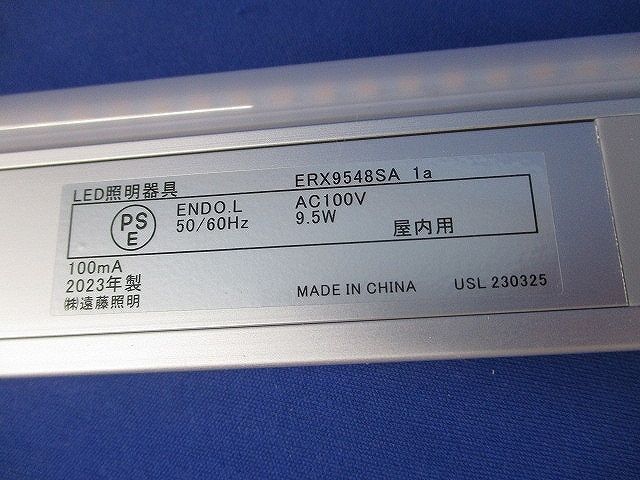 LED照明器具 ERX9548SA 1a
PS
E
ENDO.L AC100V
50/60Hz 9.5W 屋内用
100mA
2023年製
㈱遠藤照明 MADE IN CHINA USL 230325